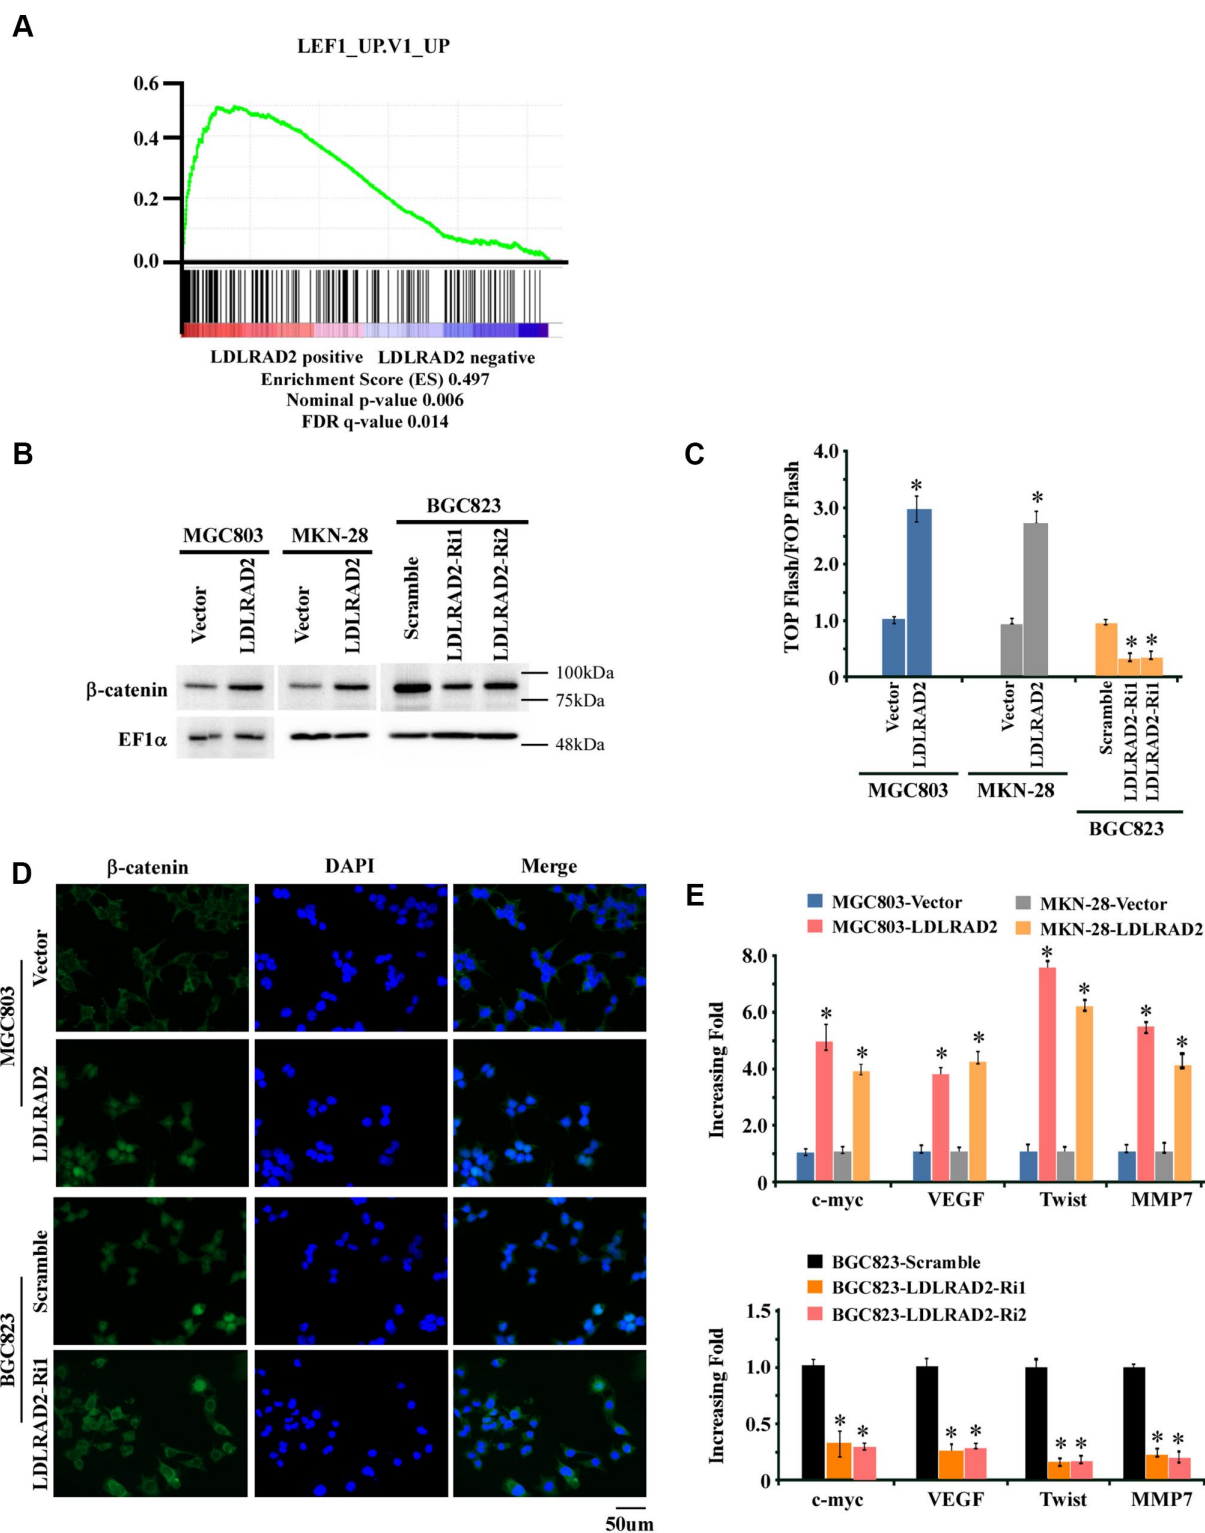 A
LEF1_UP.V1_UP
0.6
0.4
0.2
0.0
LDLRAD2 positive LDLRAD2 negative
Enrichment Score (ES) 0.497
Nominal p-value 0.006
FDR q-value 0.014
B
MGC803
MKN-28
BGC823
Vector
LDLRAD2
Vector
LDLRAD2
Scramble
LDLRAD2-Ri1
LDLRAD2-Ri2
β-catenin
EF1α
100kDa
75kDa
48kDa
C
TOP Flash/FOP Flash
4.0
3.0
2.0
1.0
0
* * * *
Vector
LDLRAD2
Vector
LDLRAD2
Scramble
LDLRAD2-Ri1
LDLRAD2-Ri1
MGC803
MKN-28
BGC823
D
β-catenin DAPI Merge
MGC803
Vector
LDLRAD2
BGC823
Scramble
LDLRAD2-Ri1
50um
E
MGC803-Vector
MGC803-LDLRAD2
MKN-28-Vector
MKN-28-LDLRAD2
Increasing Fold
8.0
6.0
4.0
2.0
0
* * * * * * * *
c-myc VEGF Twist MMP7
BGC823-Scramble
BGC823-LDLRAD2-Ri1
BGC823-LDLRAD2-Ri2
Increasing Fold
1.5
1.0
0.5
0
* * * * * * * *
c-myc VEGF Twist MMP7